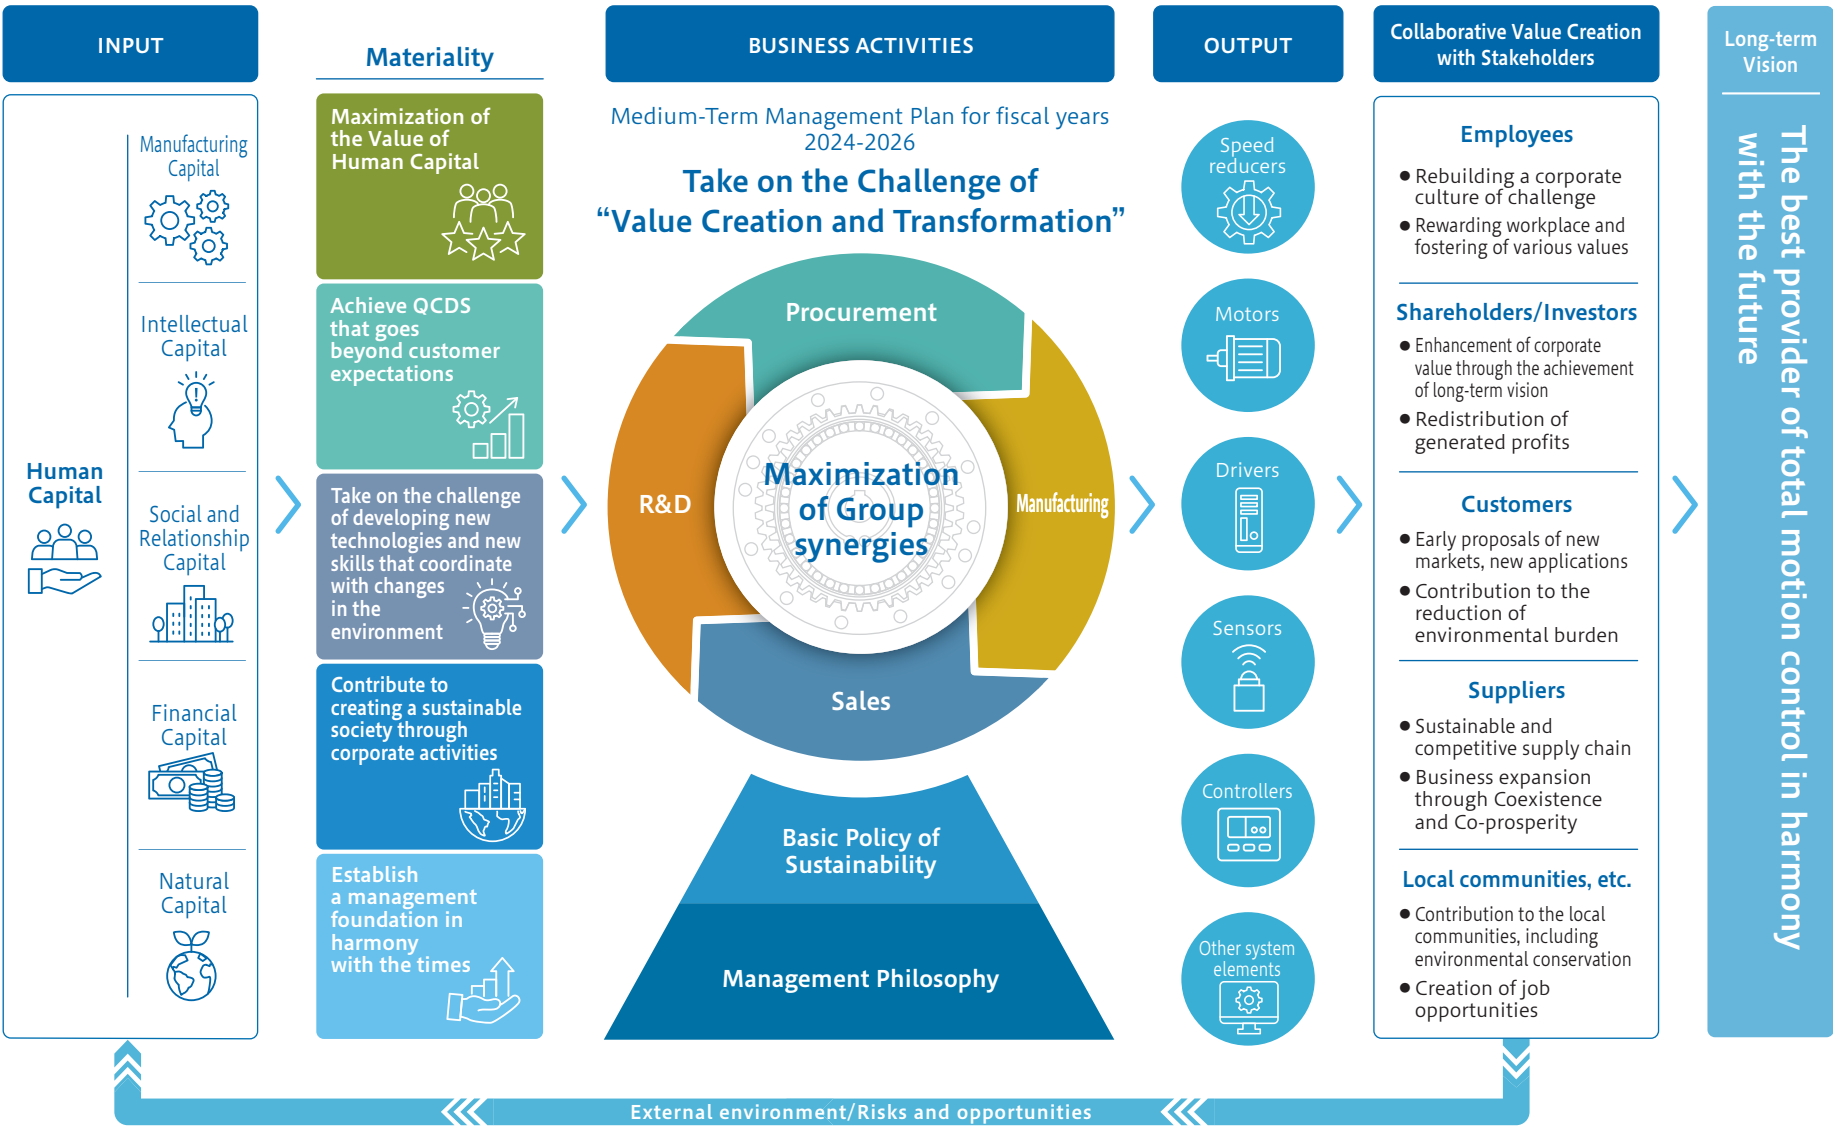 INPUT
Human
Capital
Manufacturing
Capital
Intellectual
Capital
Social and
Relationship
Capital
Financial
Capital
Natural
Capital
Materiality
Maximization of
the Value of
Human Capital
Achieve QCDS
that goes
beyond customer
expectations
Take on the challenge
of developing new
technologies and new
skills that coordinate
with changes
in the
environment
Contribute to
creating a sustainable
society through
corporate activities
Establish
a management
foundation in
harmony
with the times
BUSINESS ACTIVITIES
Medium-Term Management Plan for fiscal years
2024-2026
Take on the Challenge of
“Value Creation and Transformation”
Procurement
R&D
Manufacturing
Maximization
of Group
synergies
Sales
Basic Policy of
Sustainability
Management Philosophy
OUTPUT
Speed
reducers
Motors
Drivers
Sensors
Controllers
Other system
elements
Collaborative Value Creation
with Stakeholders
Employees
● Rebuilding a corporate
culture of challenge
● Rewarding workplace and
fostering of various values
Shareholders/Investors
● Enhancement of corporate
value through the achievement
of long-term vision
● Redistribution of
generated profits
Customers
● Early proposals of new
markets, new applications
● Contribution to the
reduction of
environmental burden
Suppliers
● Sustainable and
competitive supply chain
● Business expansion
through Coexistence
and Co-prosperity
Local communities, etc.
● Contribution to the local
communities, including
environmental conservation
● Creation of job
opportunities
Long-term
Vision
The best provider of total motion control in harmony
with the future
External environment/Risks and opportunities